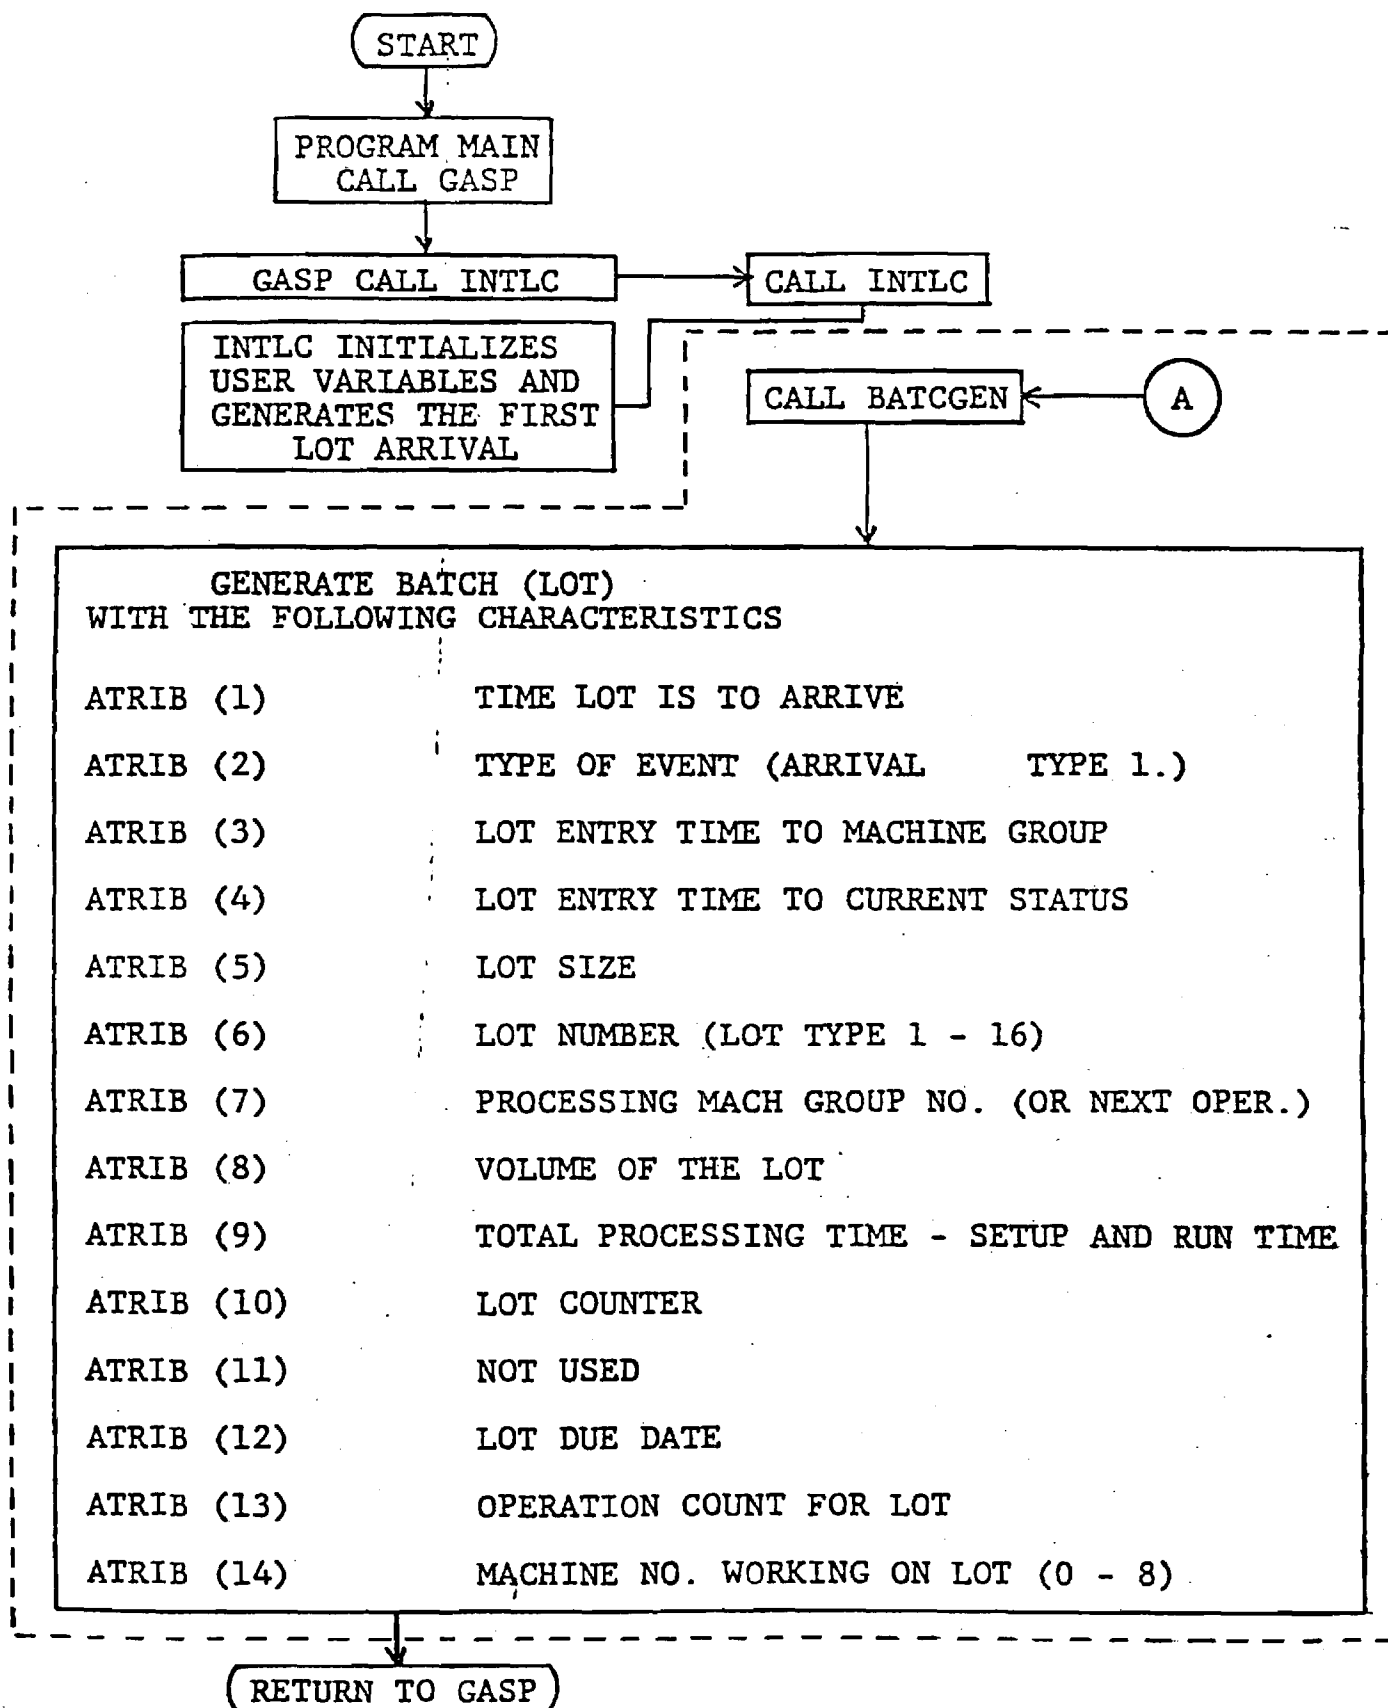 START
PROGRAM MAIN
CALL GASP
GASP CALL INTLC
CALL INTLC
INTLC INITIALIZES
USER VARIABLES AND
GENERATES THE FIRST
LOT ARRIVAL
CALL BATCGEN
A
GENERATE BATCH (LOT)
WITH THE FOLLOWING CHARACTERISTICS
ATRIB (1) TIME LOT IS TO ARRIVE
ATRIB (2) TYPE OF EVENT (ARRIVAL TYPE 1.)
ATRIB (3) LOT ENTRY TIME TO MACHINE GROUP
ATRIB (4) LOT ENTRY TIME TO CURRENT STATUS
ATRIB (5) LOT SIZE
ATRIB (6) LOT NUMBER (LOT TYPE 1 - 16)
ATRIB (7) PROCESSING MACH GROUP NO. (OR NEXT OPER.)
ATRIB (8) VOLUME OF THE LOT
ATRIB (9) TOTAL PROCESSING TIME - SETUP AND RUN TIME
ATRIB (10) LOT COUNTER
ATRIB (11) NOT USED
ATRIB (12) LOT DUE DATE
ATRIB (13) OPERATION COUNT FOR LOT
ATRIB (14) MACHINE NO. WORKING ON LOT (0 - 8)
RETURN TO GASP